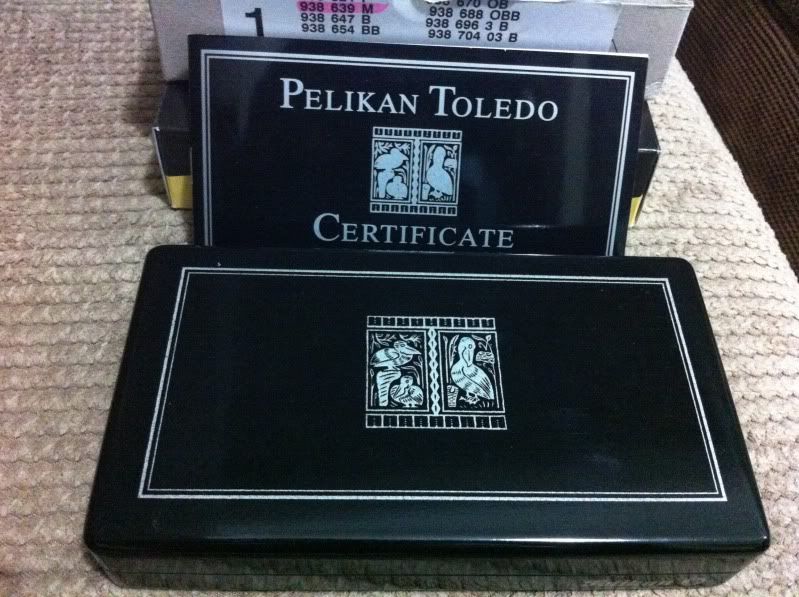 938 639 M
938 647 B
938 654 BB
1
OB
938 688 OBB
938 696 3 B
938 704 03 B
PELIKAN TOLEDO
CERTIFICATE